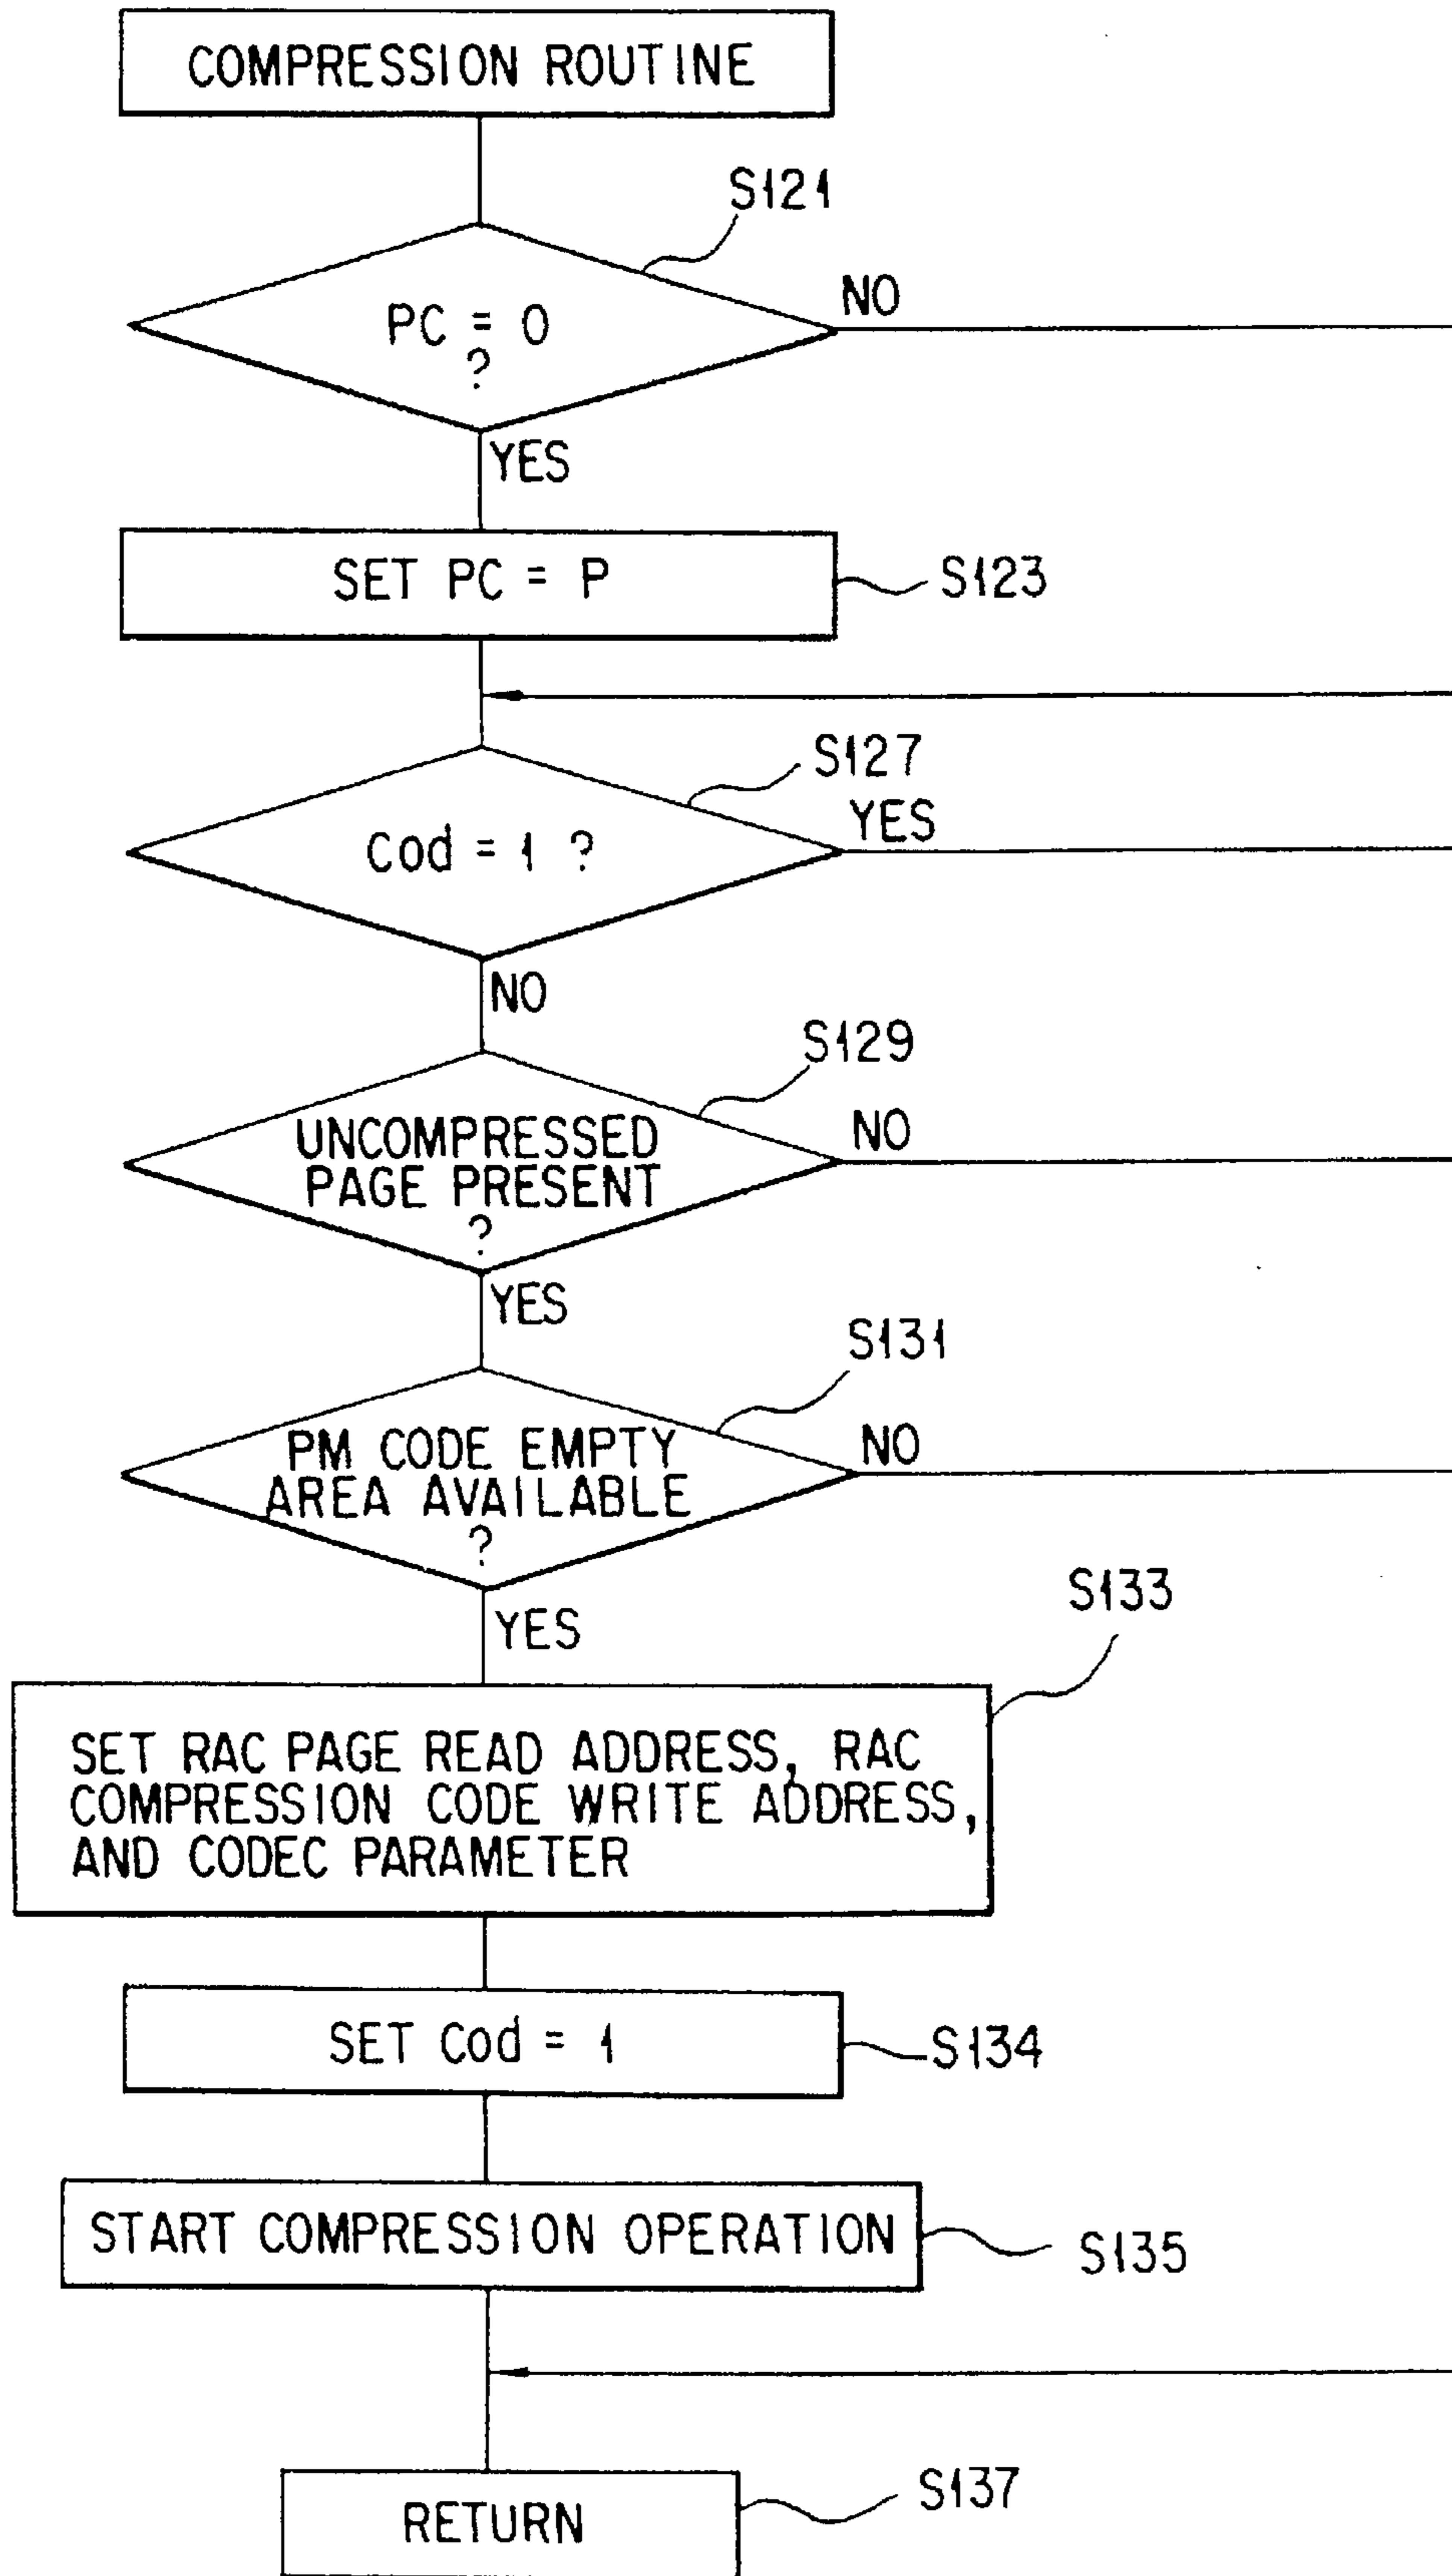 COMPRESSION ROUTINE
S121
PC = 0
?
NO
YES
SET PC = P
S123
S127
Cod = 1 ?
YES
NO
S129
UNCOMPRESSED
PAGE PRESENT
?
NO
YES
S131
PM CODE EMPTY
AREA AVAILABLE
?
NO
YES
S133
SET RAC PAGE READ ADDRESS, RAC
COMPRESSION CODE WRITE ADDRESS,
AND CODEC PARAMETER
SET Cod = 1
S134
START COMPRESSION OPERATION
S135
S137
RETURN